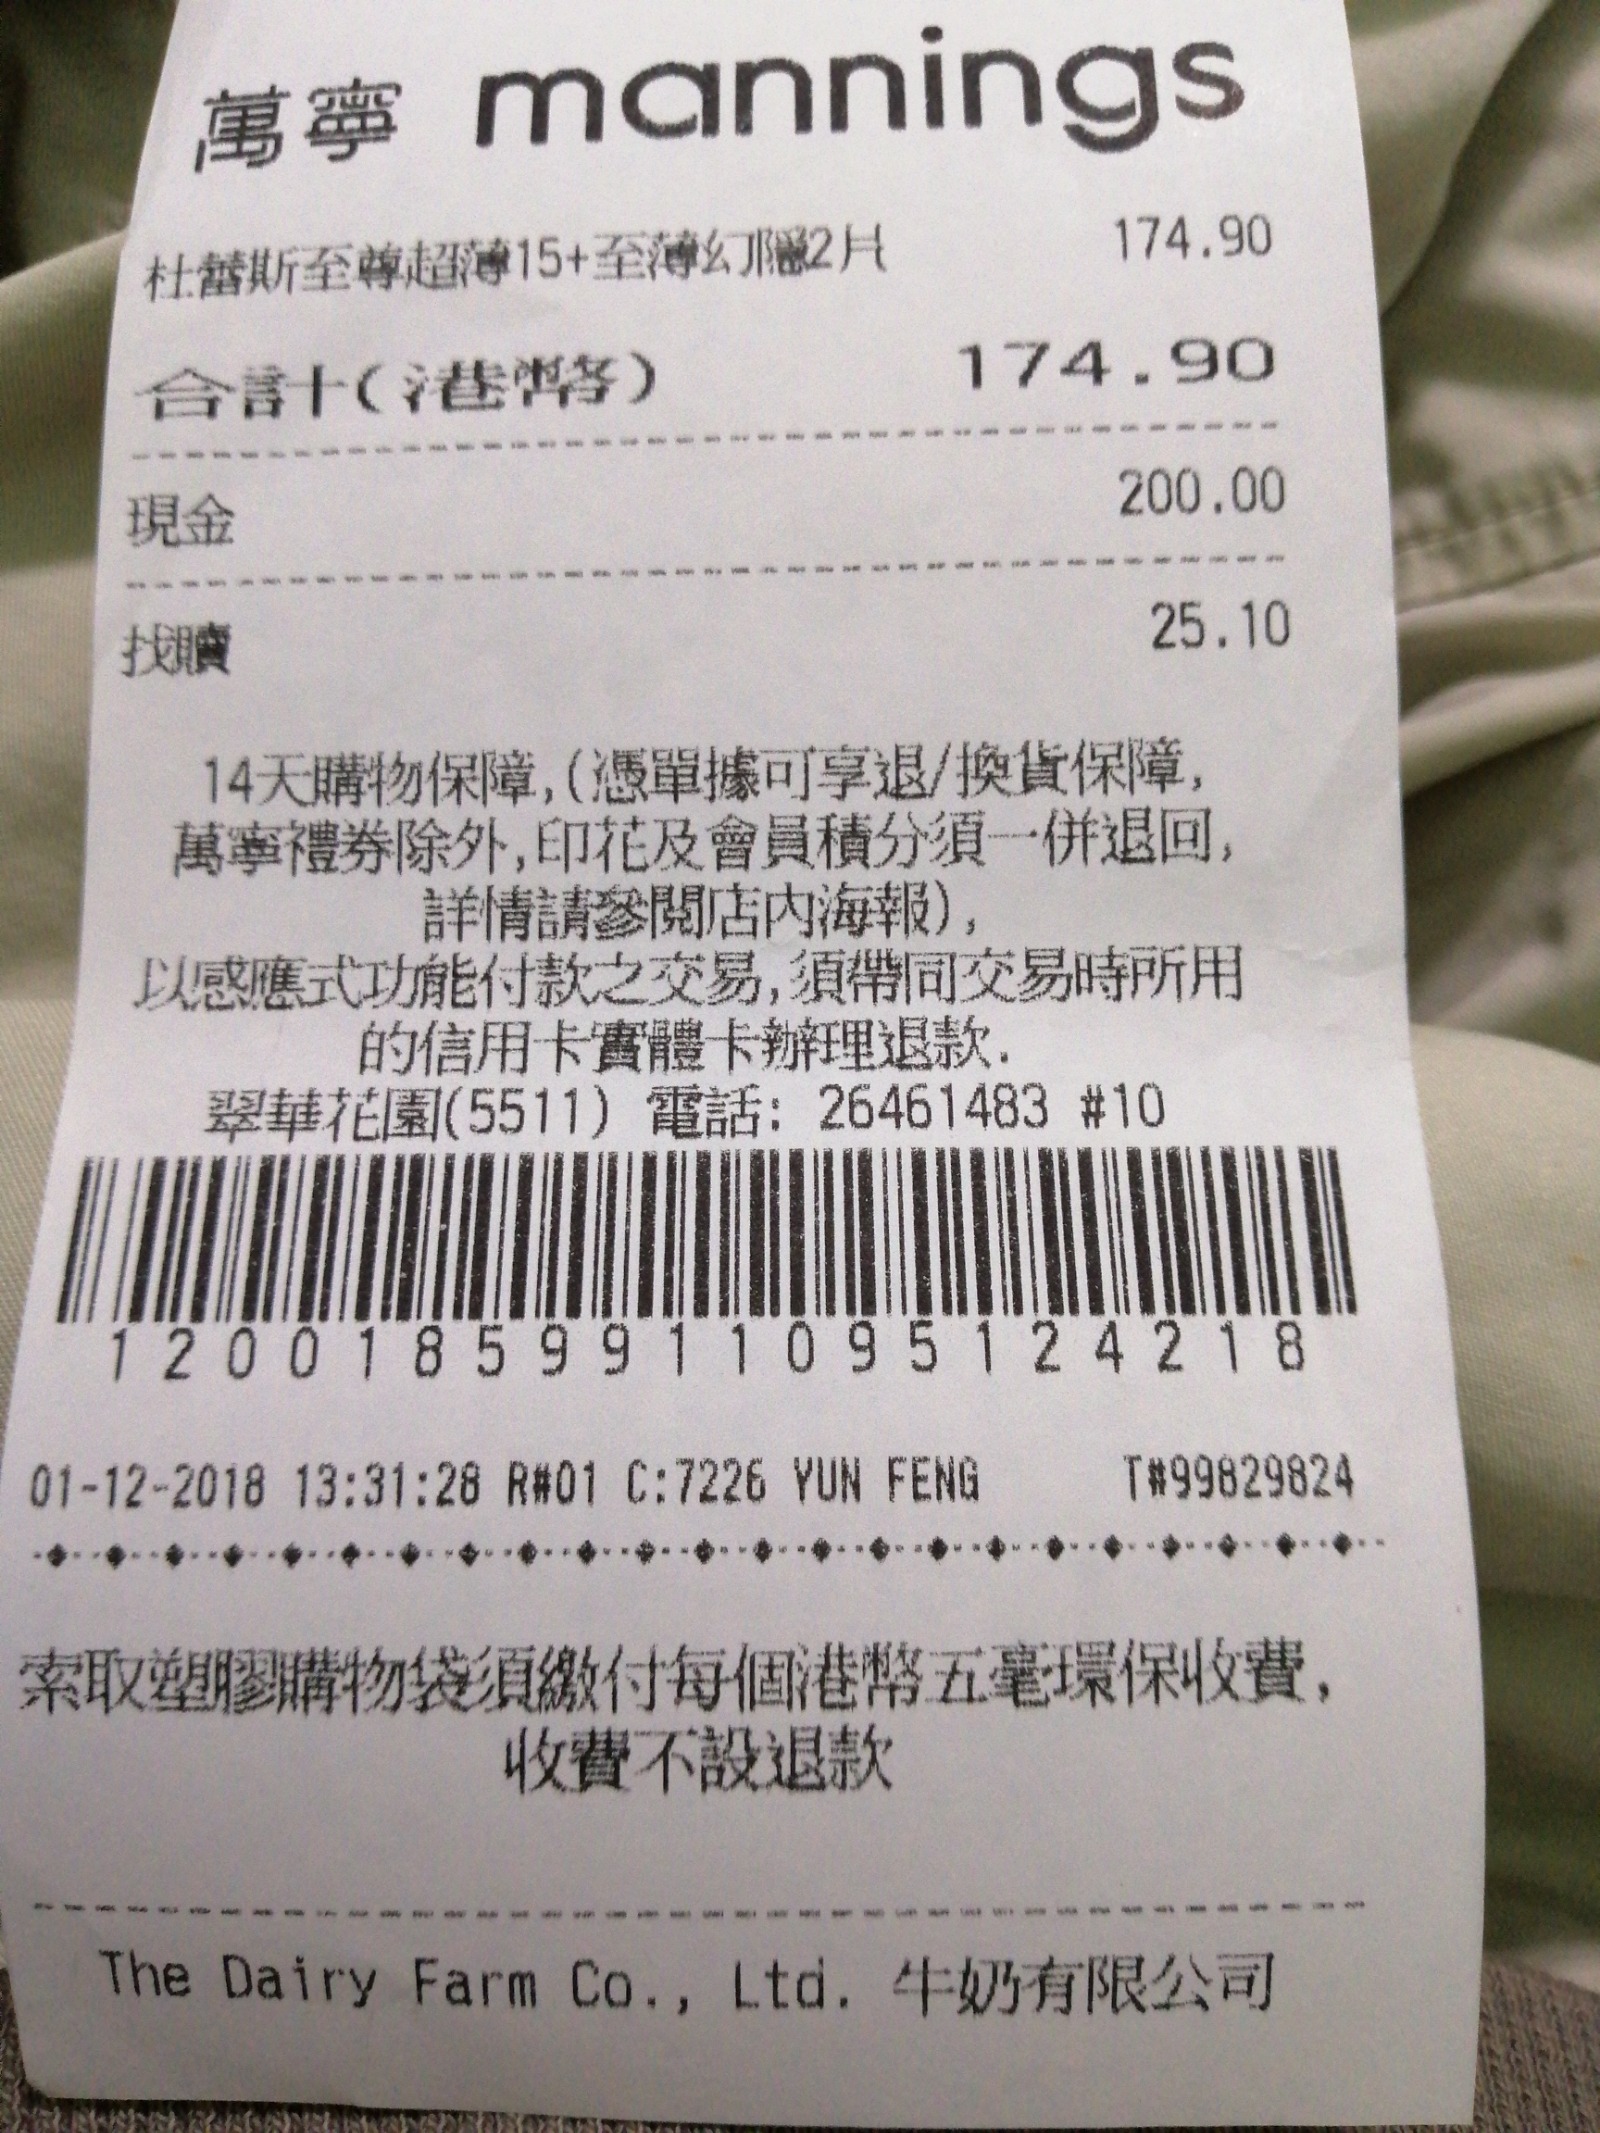 萬寧 mannings
杜蕾斯至尊超薄15+至薄幻隱2片 174.90
合計(港幣) 174.90
現金 200.00
找贖 25.10
14天購物保障,(憑單據可享退/換貨保障,
萬寧禮券除外,印花及會員積分須一併退回,
詳情請參閱店內海報),
以感應式功能付款之交易,須帶同交易時所用
的信用卡實體卡辦理退款.
翠華花園(5511) 電話: 26461483 #10
12001859911095124218
01-12-2018 13:31:28 R#01 C:7226 YUN FENG T#99829824
索取塑膠購物袋須繳付每個港幣五毫環保收費,
收費不設退款
The Dairy Farm Co., Ltd. 牛奶有限公司